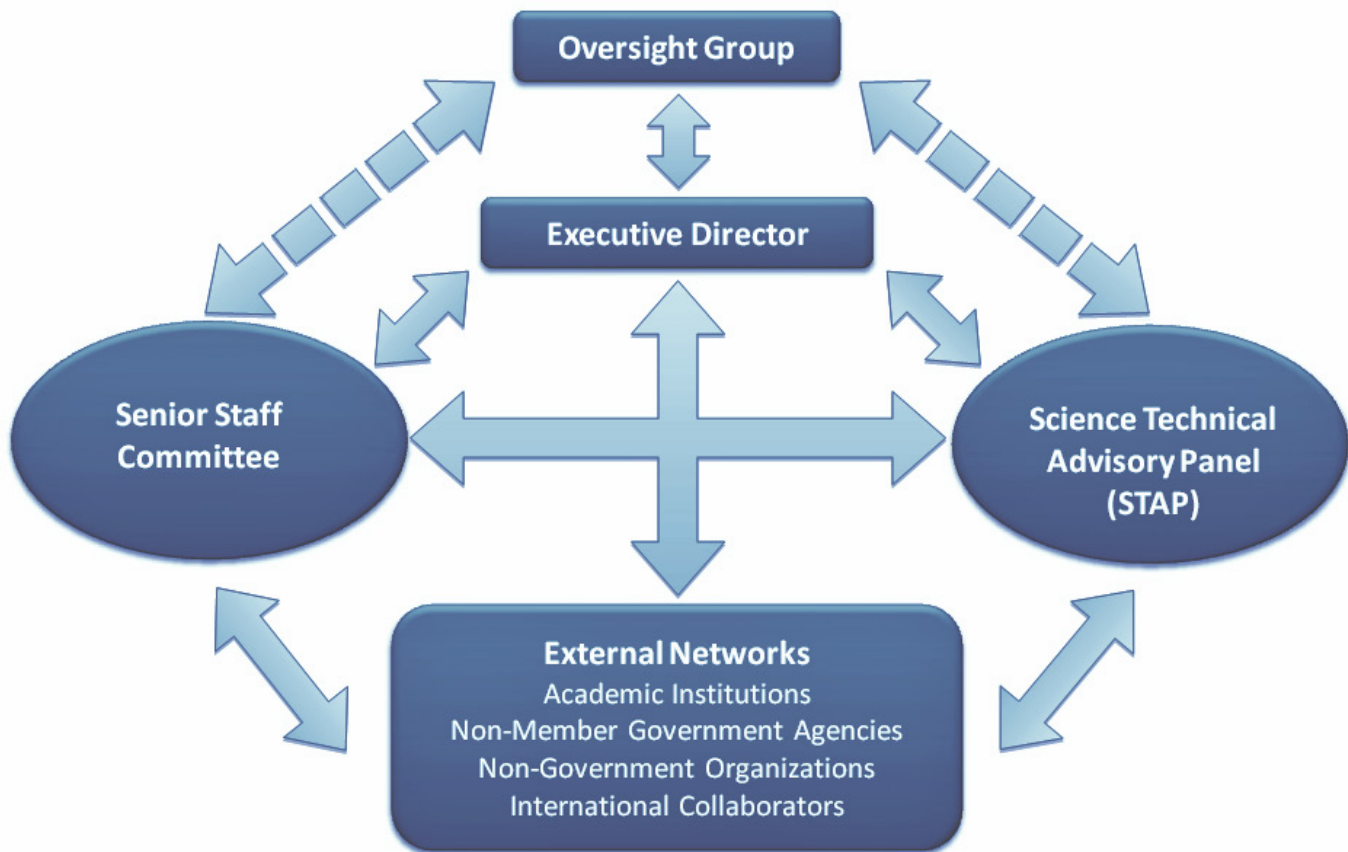 Oversight Group
Executive Director
Senior Staff
Committee
Science Technical
Advisory Panel
(STAP)
External Networks
Academic Institutions
Non-Member Government Agencies
Non-Government Organizations
International Collaborators